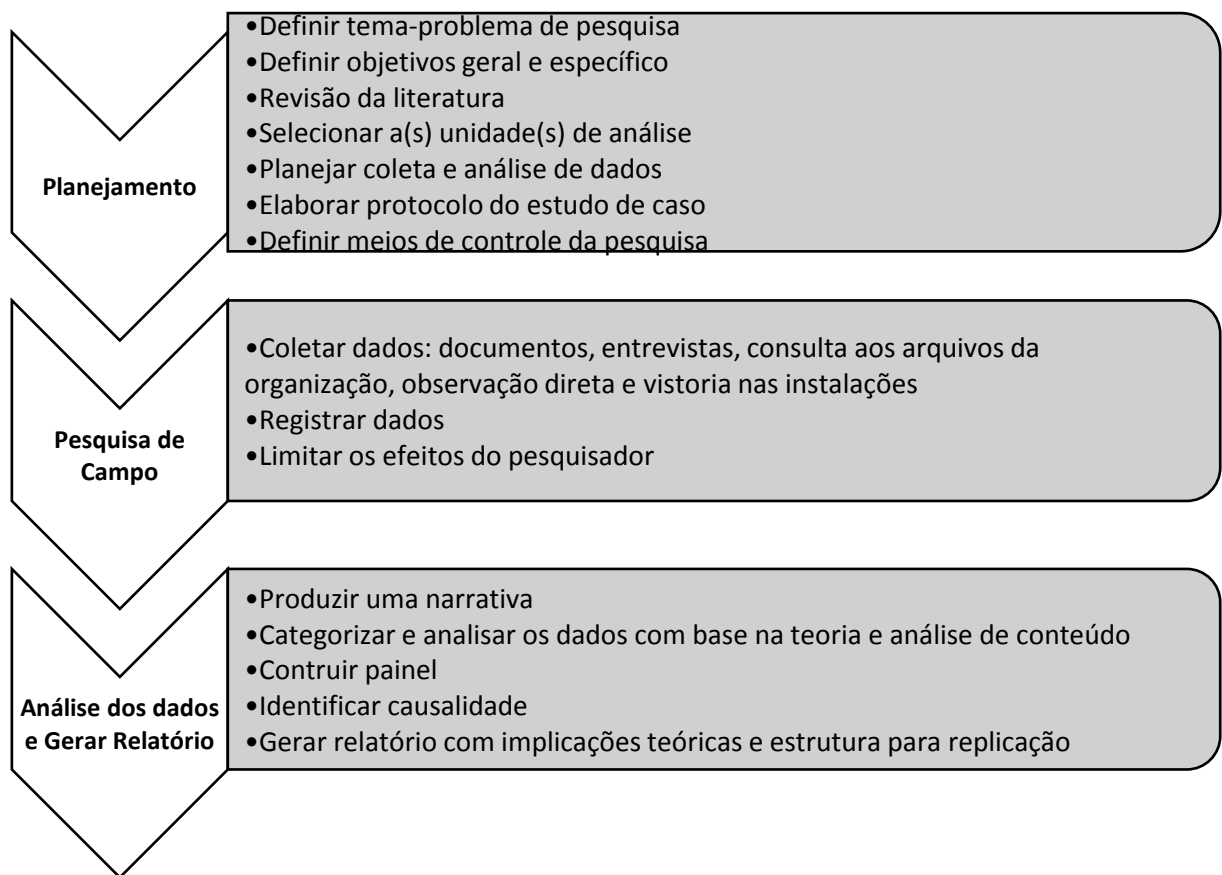 Planejamento
•Definir tema-problema de pesquisa
•Definir objetivos geral e específico
•Revisão da literatura
•Selecionar a(s) unidade(s) de análise
•Planejar coleta e análise de dados
•Elaborar protocolo do estudo de caso
•Definir meios de controle da pesquisa
Pesquisa de
Campo
•Coletar dados: documentos, entrevistas, consulta aos arquivos da
organização, observação direta e vistoria nas instalações
•Registrar dados
•Limitar os efeitos do pesquisador
Análise dos dados
e Gerar Relatório
•Produzir uma narrativa
•Categorizar e analisar os dados com base na teoria e análise de conteúdo
•Contruir painel
•Identificar causalidade
•Gerar relatório com implicações teóricas e estrutura para replicação